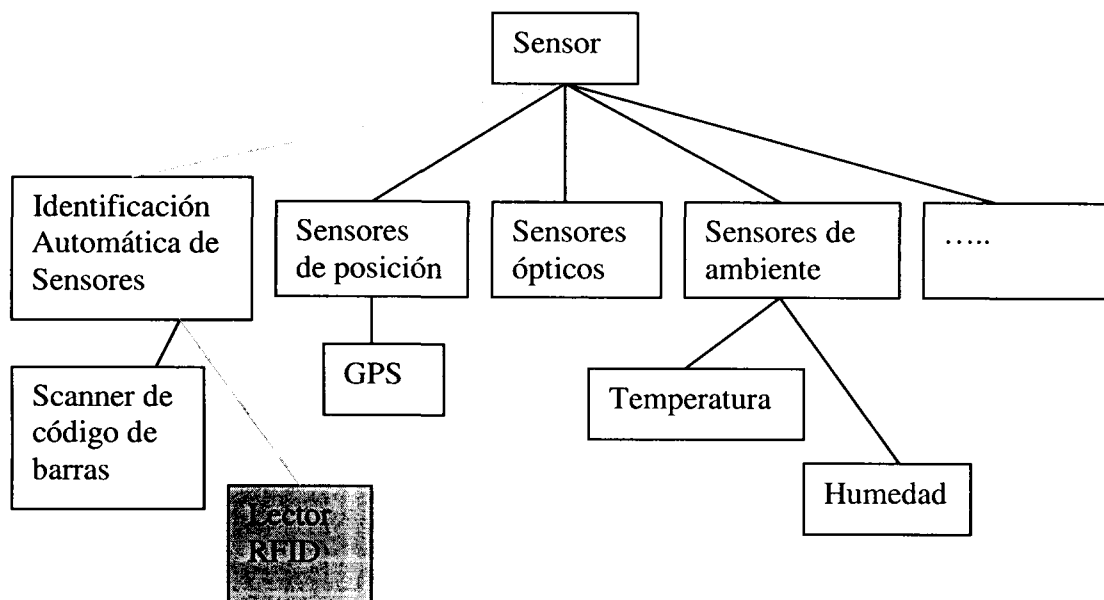 Sensor
Identificación
Automática de
Sensores
Sensores
de posición
Sensores
ópticos
Sensores de
ambiente
.....
Scanner de
código de
barras
GPS
Temperatura
Humedad
Lector
RFID